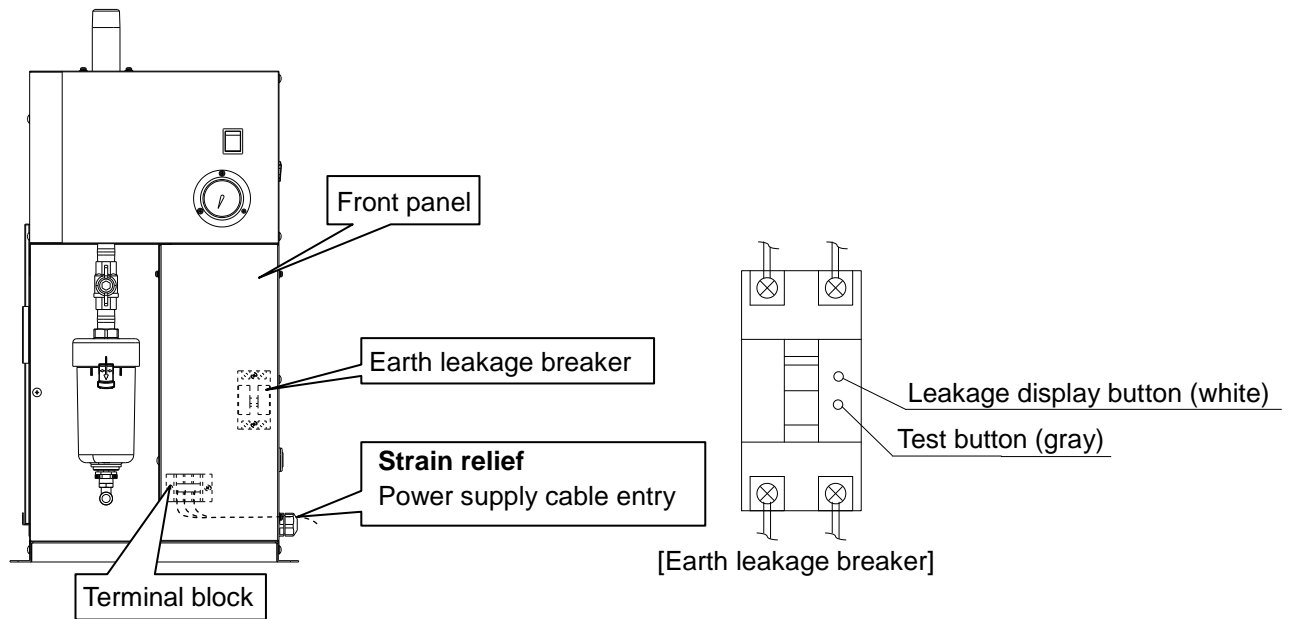 Front panel
Earth leakage breaker
Strain relief
Power supply cable entry
Terminal block
Leakage display button (white)
Test button (gray)
[Earth leakage breaker]